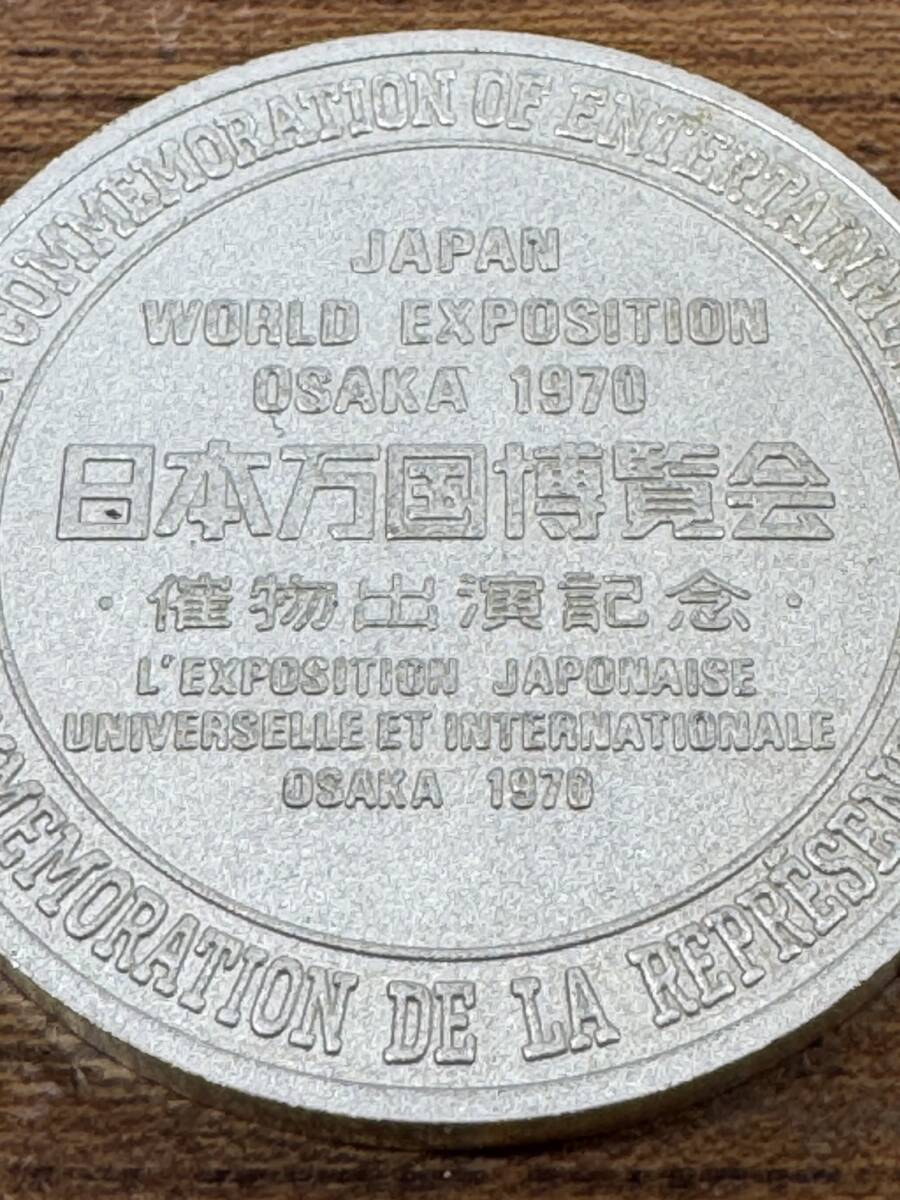 COMMEMORATION OF ENTERTAINM
JAPAN
WORLD EXPOSITION
OSAKA 1970
日本万国博覧会
・催物出演記念・
L'EXPOSITION JAPONAISE
UNIVERSELLE ET INTERNATIONALE
OSAKA 1970
MEMORATION DE LA REPRÉSEN